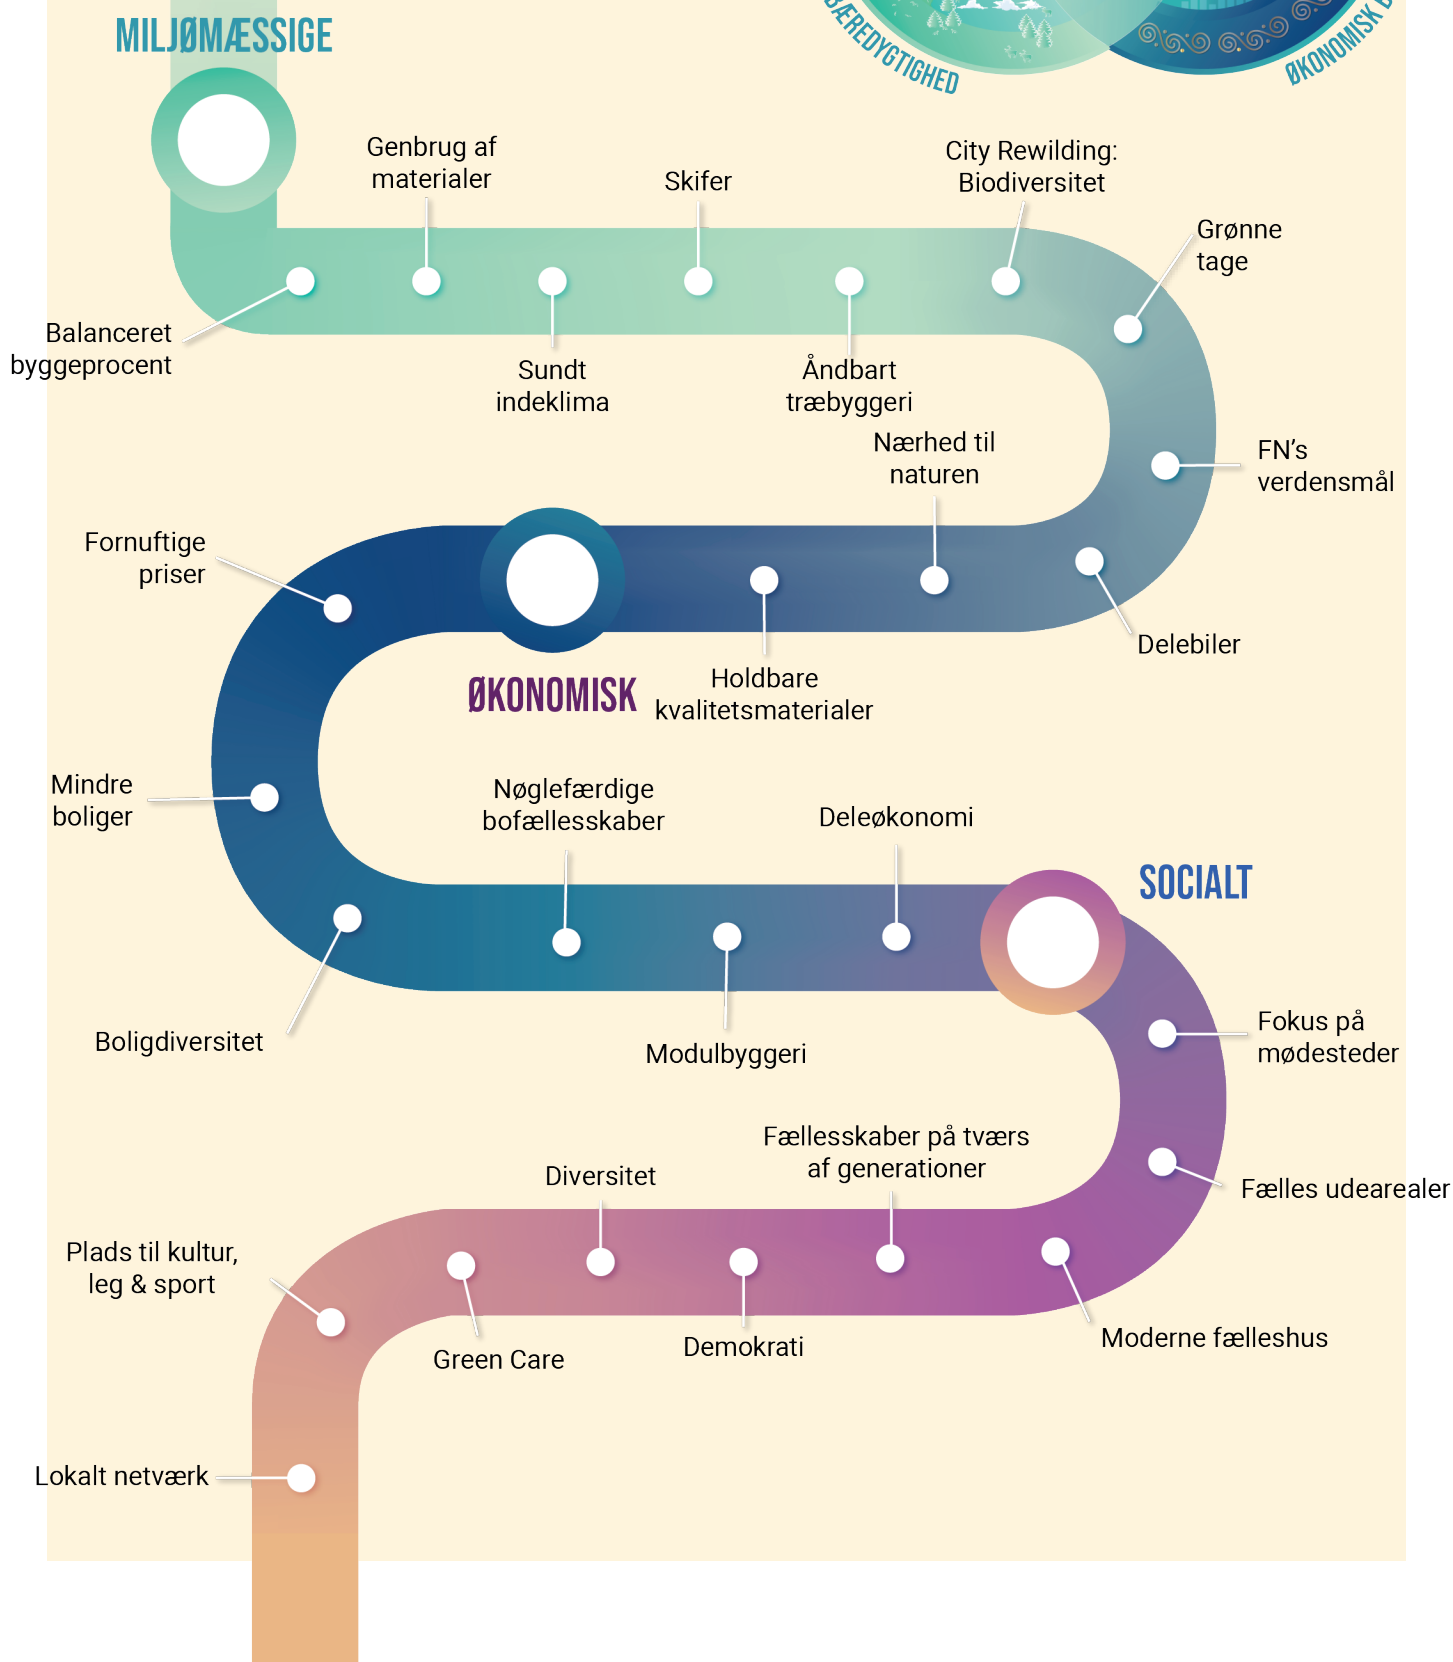 MILJØMÆSSIGE
BÆREDYGTIGHED
ØKONOMISK
Genbrug af
materialer
Skifer
City Rewilding:
Biodiversitet
Grønne
tage
Balanceret
byggeprocent
Sundt
indeklima
Åndbart
træbyggeri
Nærhed til
naturen
FN's
verdensmål
Fornuftige
priser
Delebiler
ØKONOMISK
Holdbare
kvalitetsmaterialer
Mindre
boliger
Nøglefærdige
bofællesskaber
Deleøkonomi
SOCIALT
Boligdiversitet
Modulbyggeri
Fokus på
mødesteder
Fællesskaber på tværs
af generationer
Diversitet
Fælles udearealer
Plads til kultur,
leg & sport
Green Care
Demokrati
Moderne fælleshus
Lokalt netværk